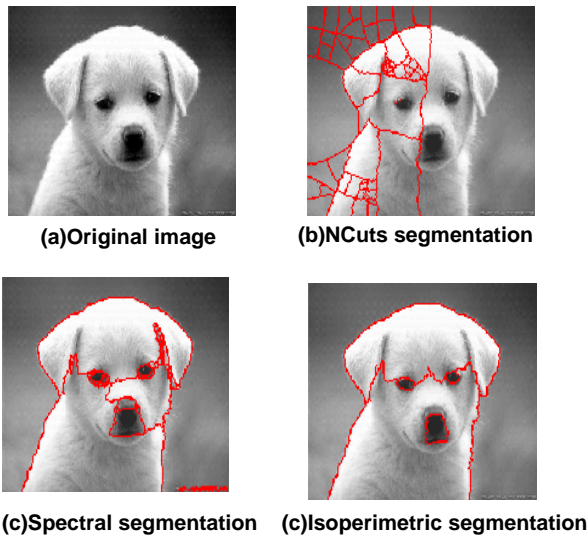 (a)Original image
(b)NCuts segmentation
(c)Spectral segmentation
(c)Isoperimetric segmentation